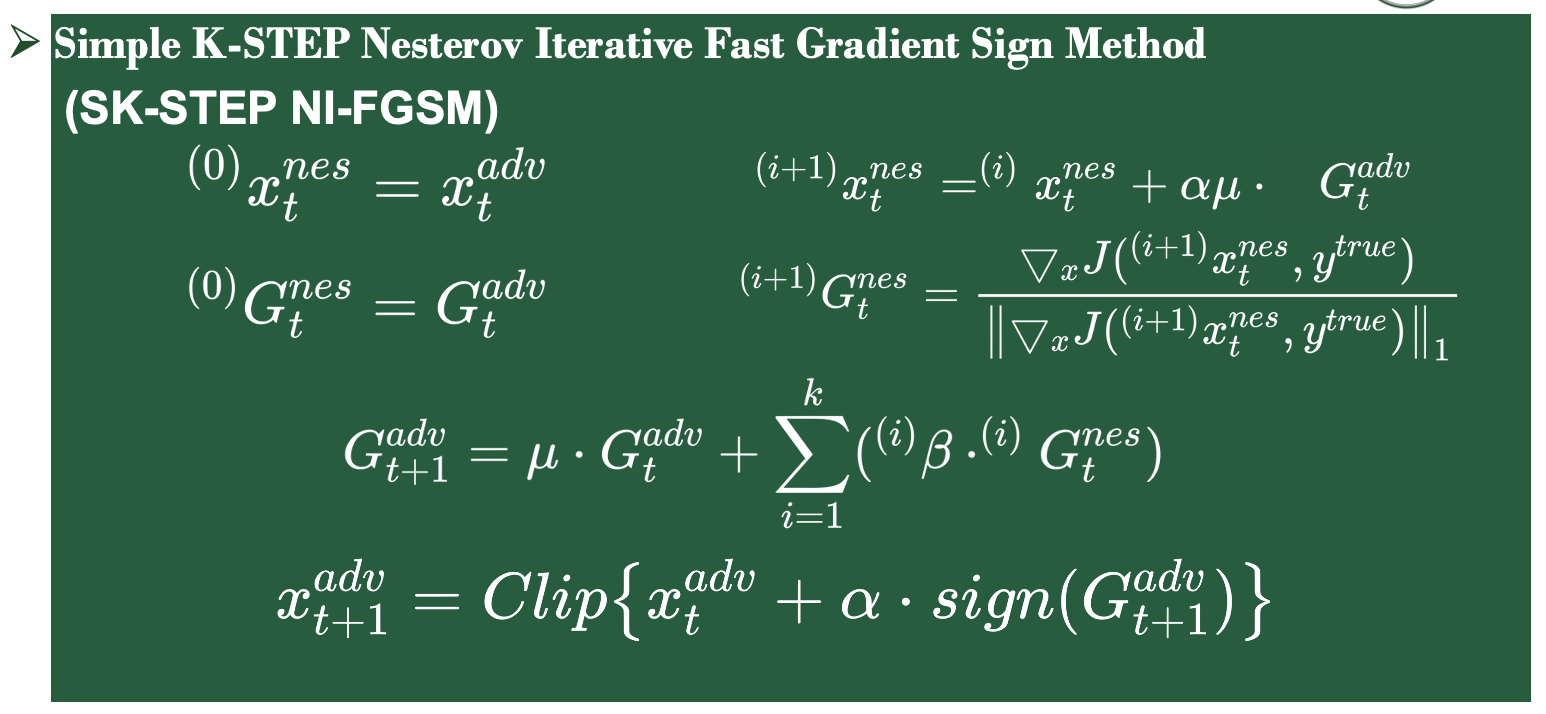 ➢ Simple K-STEP Nesterov Iterative Fast Gradient Sign Method
(SK-STEP NI-FGSM)
$^{(0)}x_t^{nes} = x_t^{adv}$ $^{(i+1)}x_t^{nes} =^{(i)} x_t^{nes} + \alpha\mu \cdot G_t^{adv}$
$^{(0)}G_t^{nes} = G_t^{adv}$ $^{(i+1)}G_t^{nes} = \frac{\nabla_x J(^{(i+1)}x_t^{nes}, y^{true})}{\|\nabla_x J(^{(i+1)}x_t^{nes}, y^{true})\|_1}$
$G_{t+1}^{adv} = \mu \cdot G_t^{adv} + \sum_{i=1}^{k}(^{(i)}\beta \cdot^{(i)} G_t^{nes})$
$x_{t+1}^{adv} = Clip\{x_t^{adv} + \alpha \cdot sign(G_{t+1}^{adv})\}$